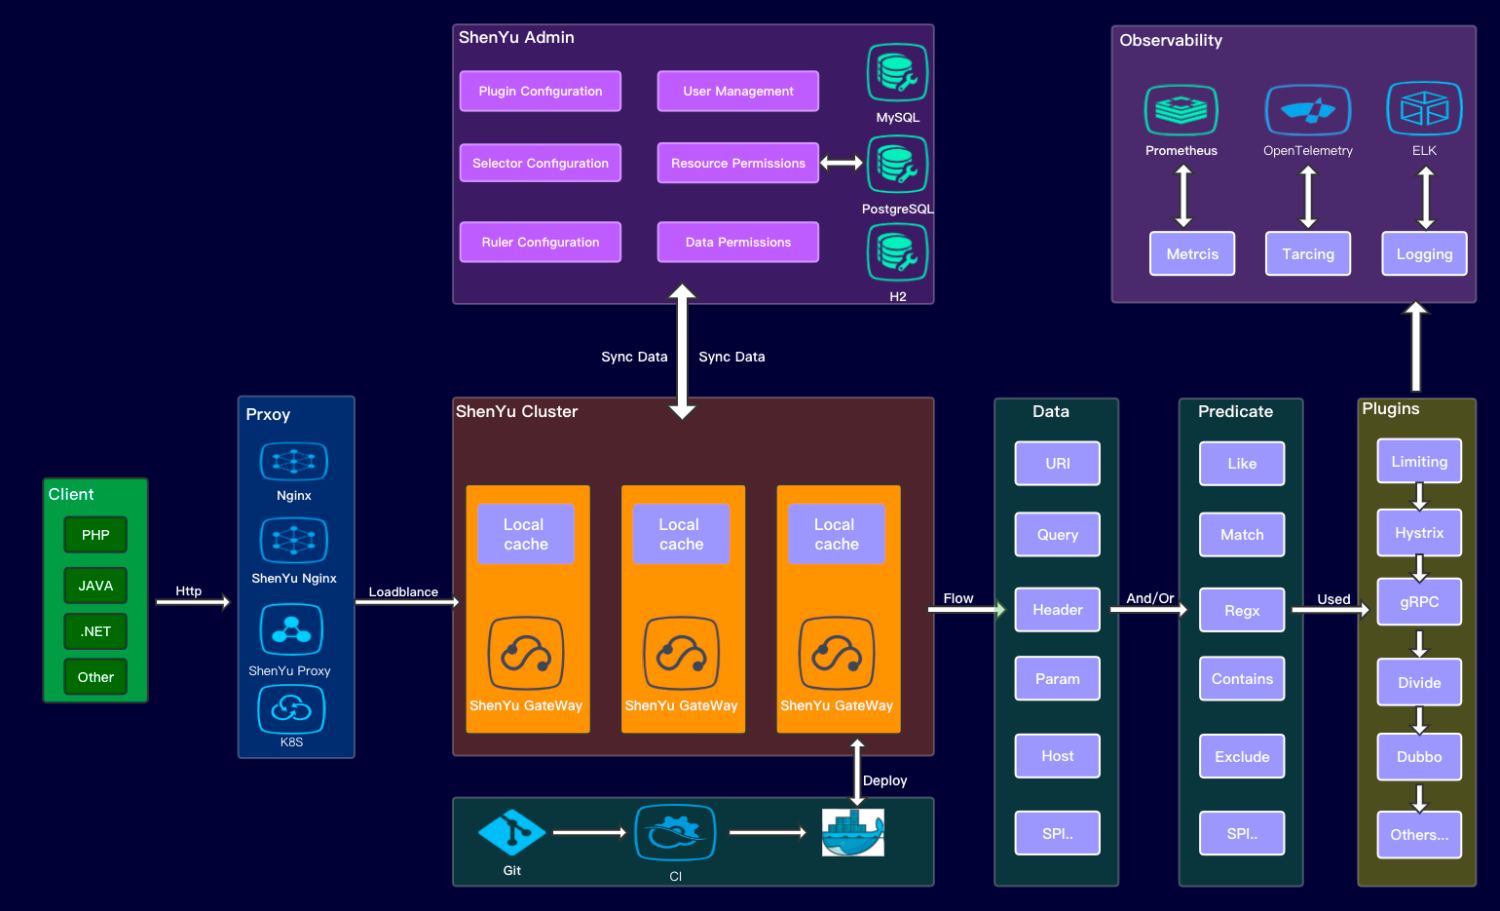 ShenYu Admin
Plugin Configuration
User Management
MySQL
Selector Configuration
Resource Permissions
PostgreSQL
Ruler Configuration
Data Permissions
H2
Observability
Prometheus
OpenTelemetry
ELK
Metrcis
Tarcing
Logging
Sync Data
Sync Data
Client
PHP
JAVA
.NET
Other
Http
Prxoy
Nginx
ShenYu Nginx
ShenYu Proxy
K8S
Loadblance
ShenYu Cluster
Local
cache
ShenYu GateWay
Local
cache
ShenYu GateWay
Local
cache
ShenYu GateWay
Deploy
Git
CI
Flow
Data
URI
Query
Header
Param
Host
SPI..
And/Or
Predicate
Like
Match
Regx
Contains
Exclude
SPI..
Used
Plugins
Limiting
Hystrix
gRPC
Divide
Dubbo
Others...